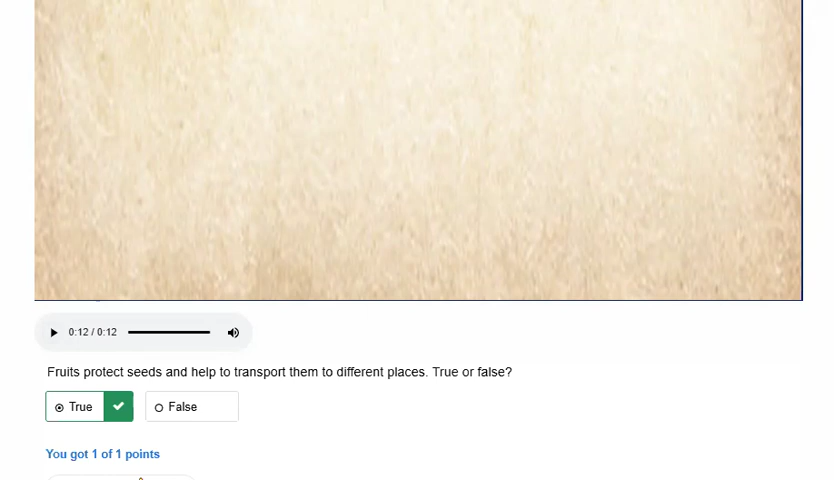 0:12 / 0:12
Fruits protect seeds and help to transport them to different places. True or false?
True
False
You got 1 of 1 points